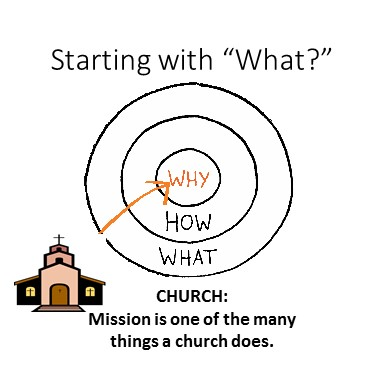 Starting with “What?”
WHY
HOW
WHAT
CHURCH:
Mission is one of the many
things a church does.